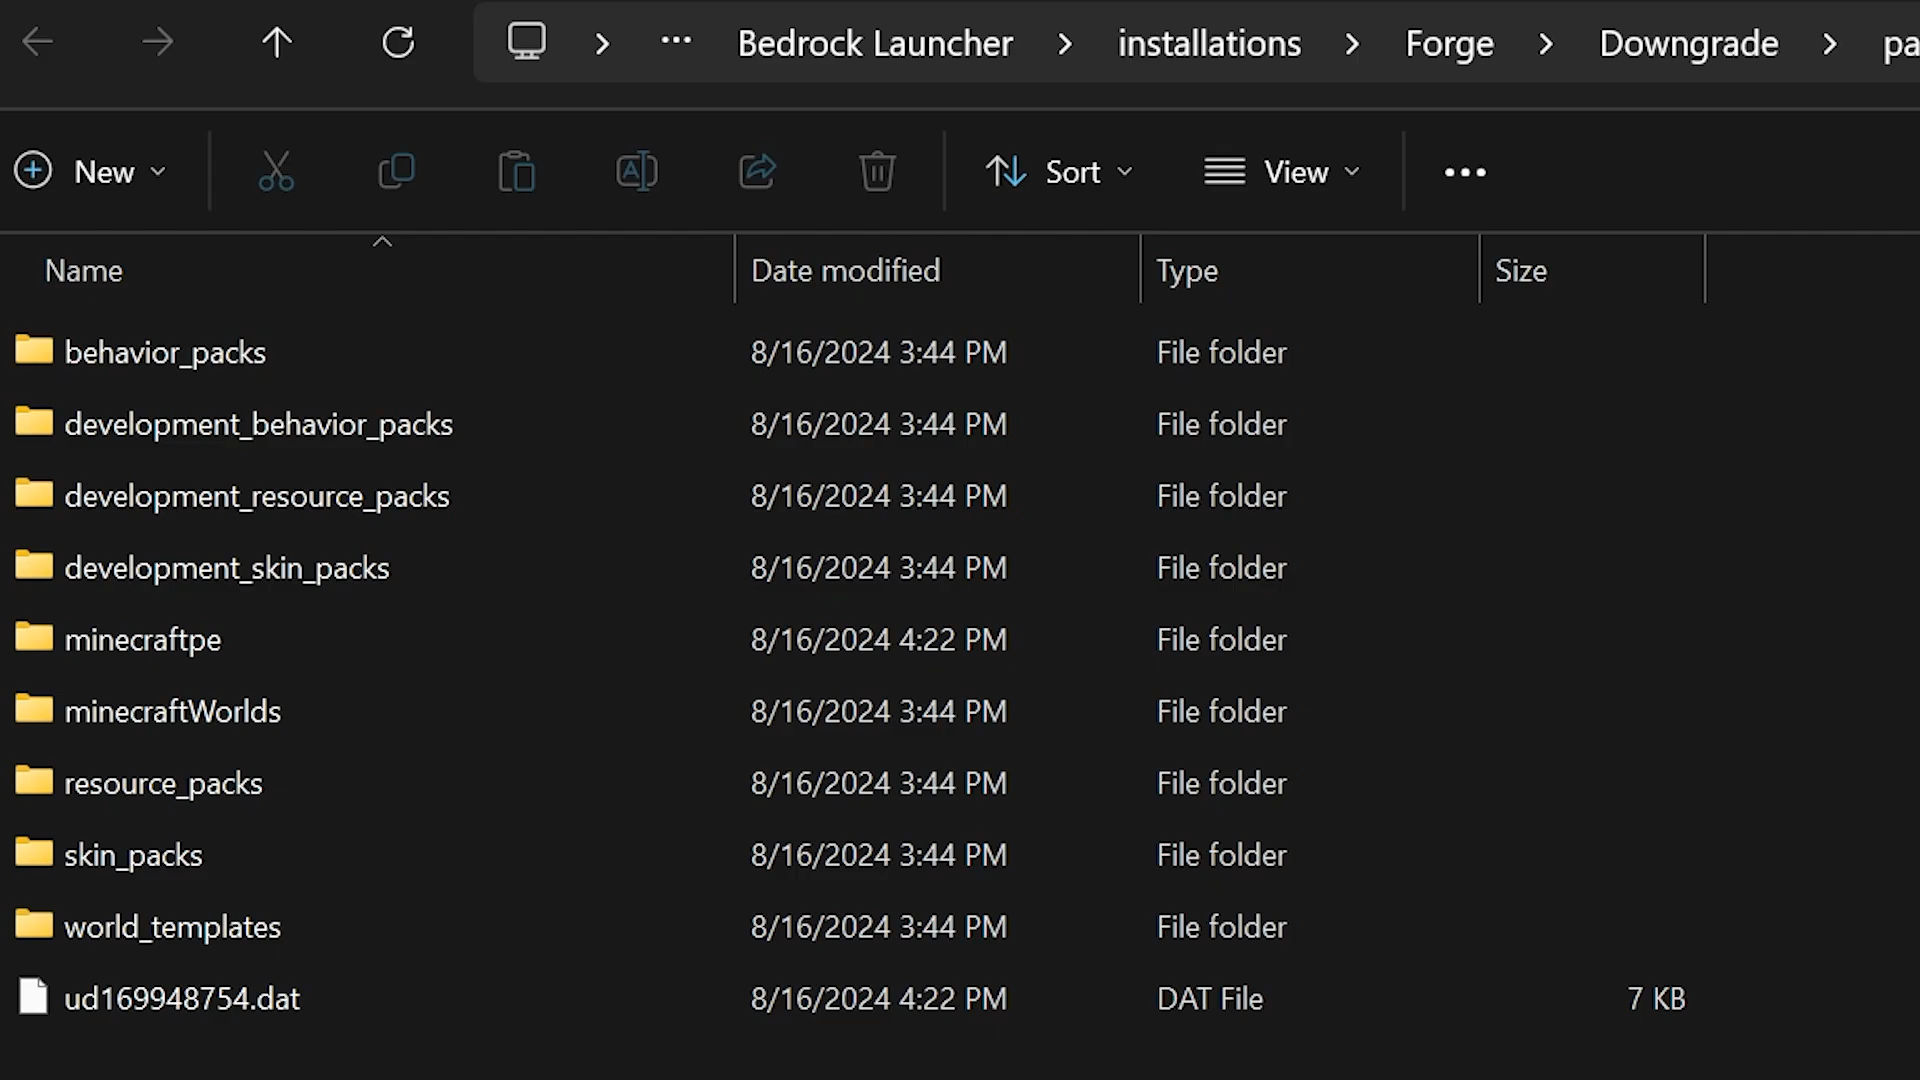 Bedrock Launcher > installations > Forge > Downgrade >
New Sort View
Name Date modified Type Size
behavior_packs 8/16/2024 3:44 PM File folder
development_behavior_packs 8/16/2024 3:44 PM File folder
development_resource_packs 8/16/2024 3:44 PM File folder
development_skin_packs 8/16/2024 3:44 PM File folder
minecraftpe 8/16/2024 4:22 PM File folder
minecraftWorlds 8/16/2024 3:44 PM File folder
resource_packs 8/16/2024 3:44 PM File folder
skin_packs 8/16/2024 3:44 PM File folder
world_templates 8/16/2024 3:44 PM File folder
ud169948754.dat 8/16/2024 4:22 PM DAT File 7 KB